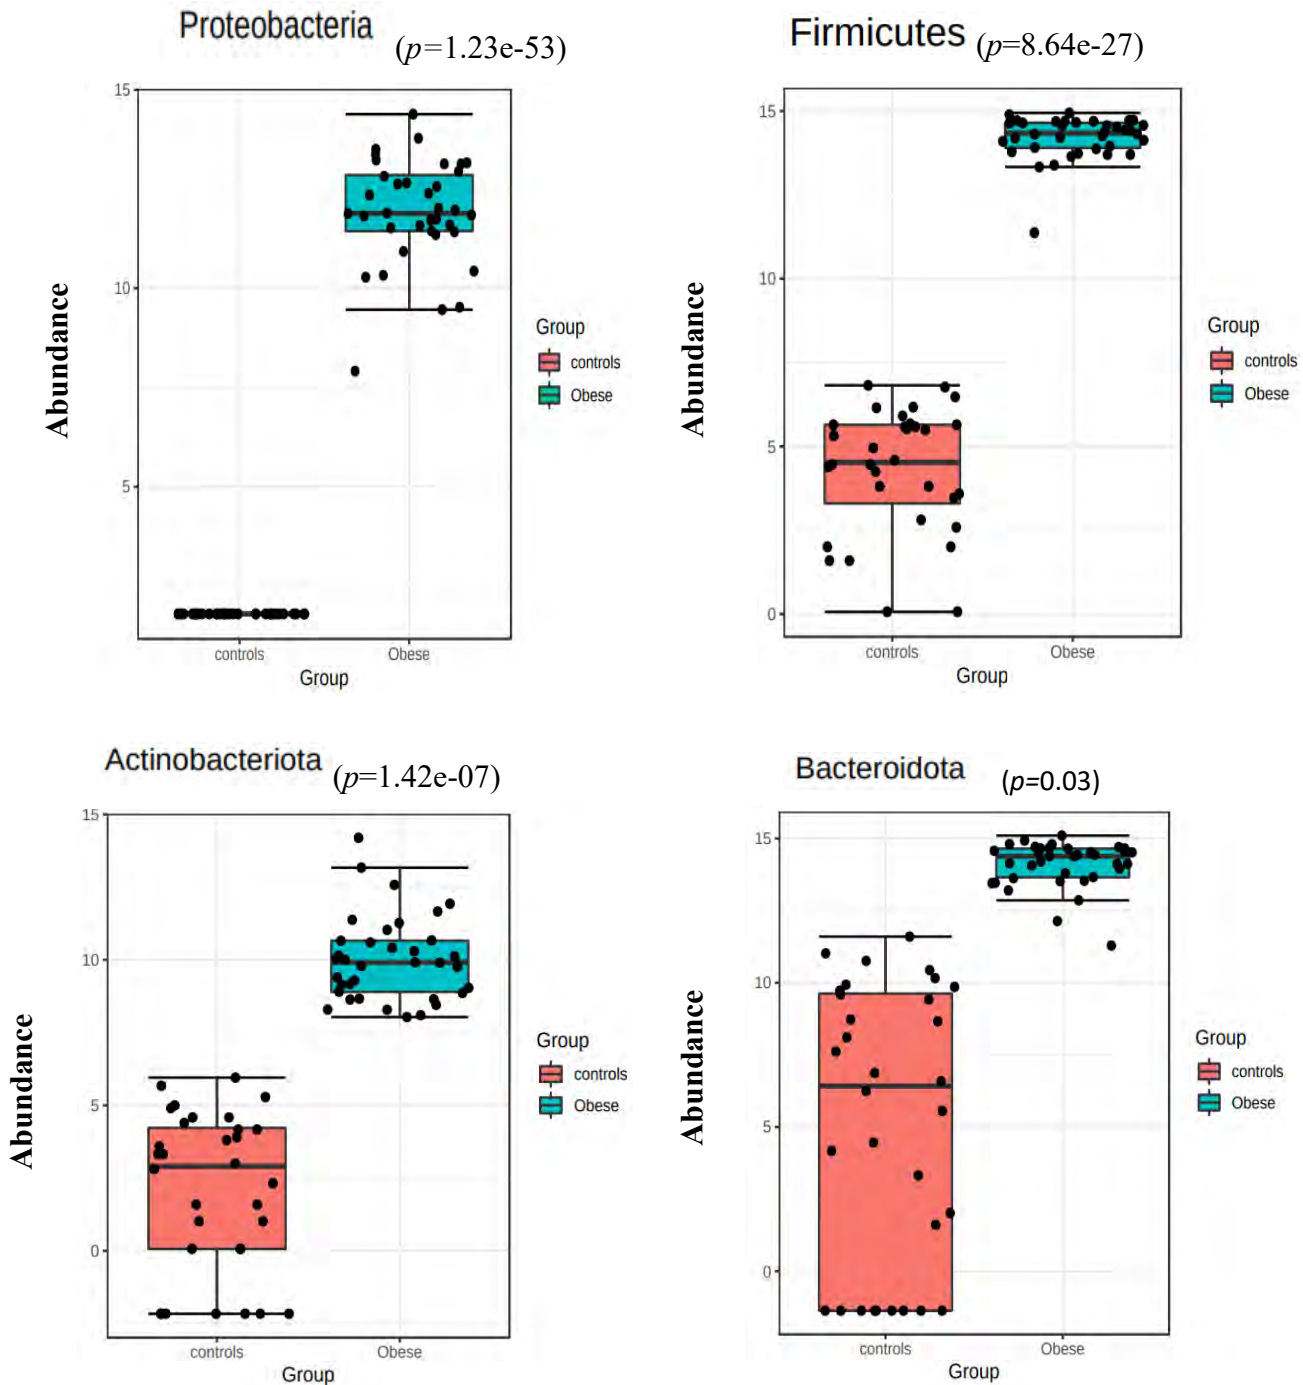 Proteobacteria (p=1.23e-53)
15
10
5
Abundance
controls Obese
Group
Group
controls
Obese
Firmicutes (p=8.64e-27)
15
10
5
0
Abundance
controls Obese
Group
Group
controls
Obese
Actinobacteriota (p=1.42e-07)
15
10
5
0
Abundance
controls Obese
Group
Group
controls
Obese
Bacteroidota (p=0.03)
15
10
5
0
Abundance
controls Obese
Group
Group
controls
Obese